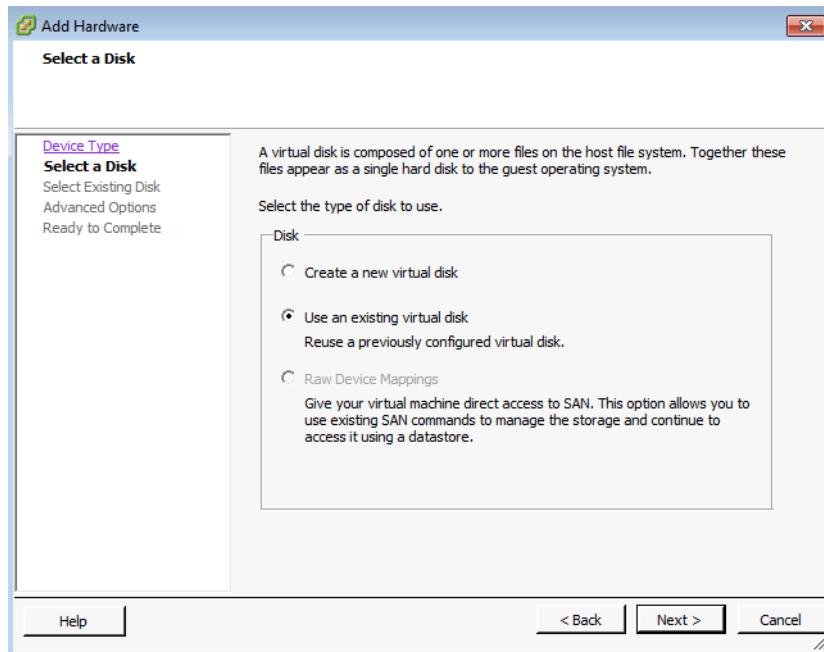 Add Hardware
Select a Disk
Device Type
Select a Disk
Select Existing Disk
Advanced Options
Ready to Complete
A virtual disk is composed of one or more files on the host file system. Together these
files appear as a single hard disk to the guest operating system.
Select the type of disk to use.
Disk
Create a new virtual disk
Use an existing virtual disk
Reuse a previously configured virtual disk.
Raw Device Mappings
Give your virtual machine direct access to SAN. This option allows you to
use existing SAN commands to manage the storage and continue to
access it using a datastore.
Help
< Back
Next >
Cancel